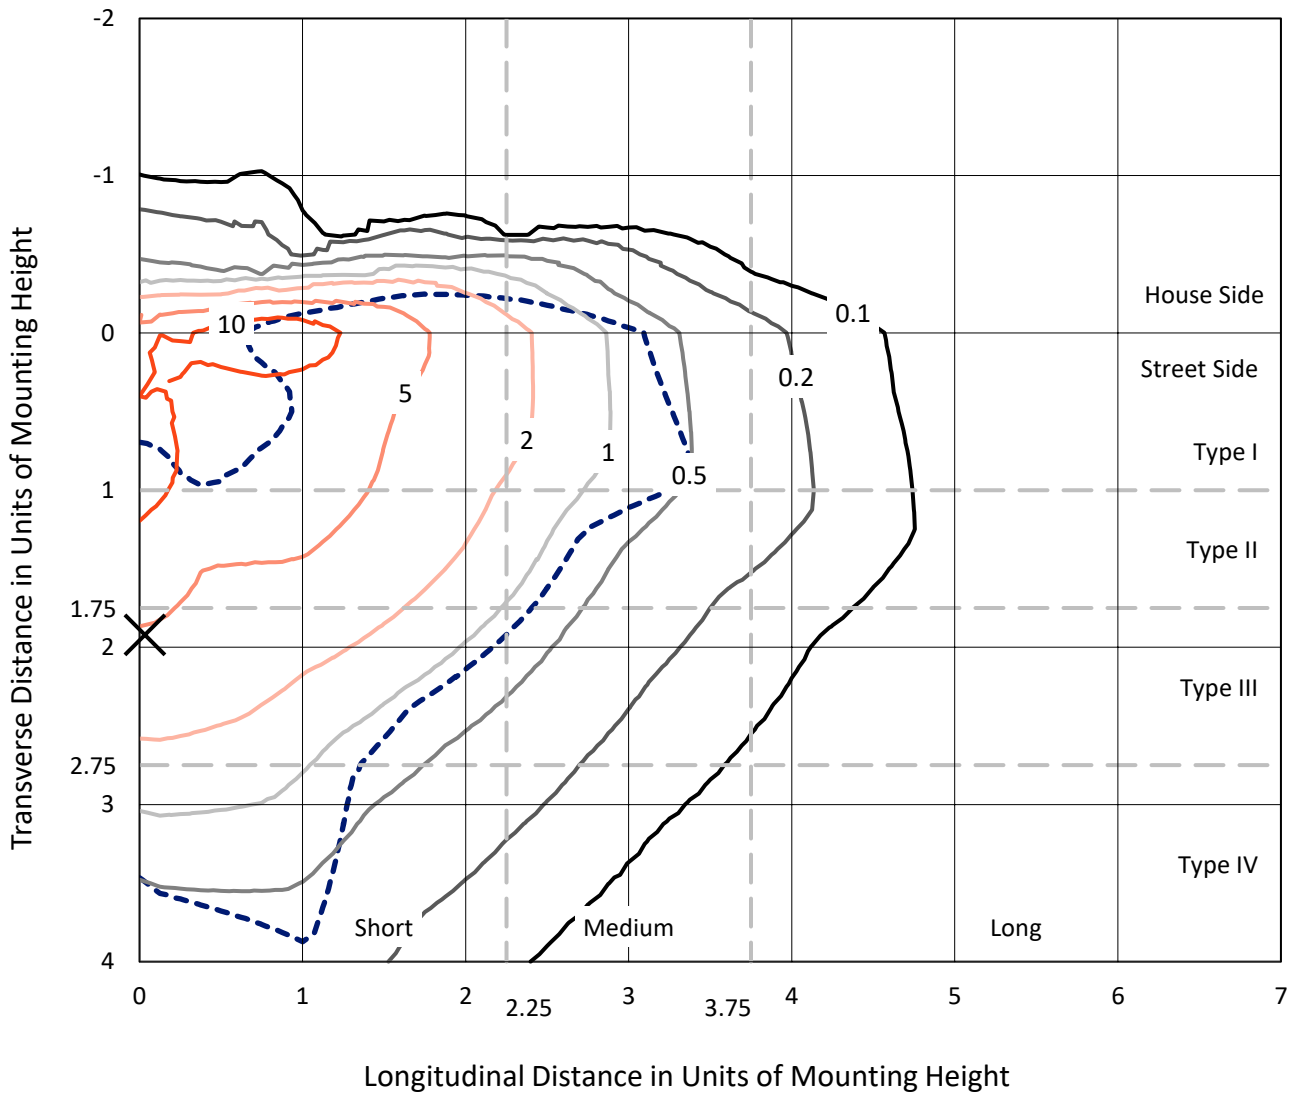 -2
-1
0
1
1.75
2
2.75
3
4
Transverse Distance in Units of Mounting Height
10
5
2
1
0.5
0.2
0.1
House Side
Street Side
Type I
Type II
Type III
Type IV
Short
Medium
Long
0
1
2
2.25
3
3.75
4
5
6
7
Longitudinal Distance in Units of Mounting Height